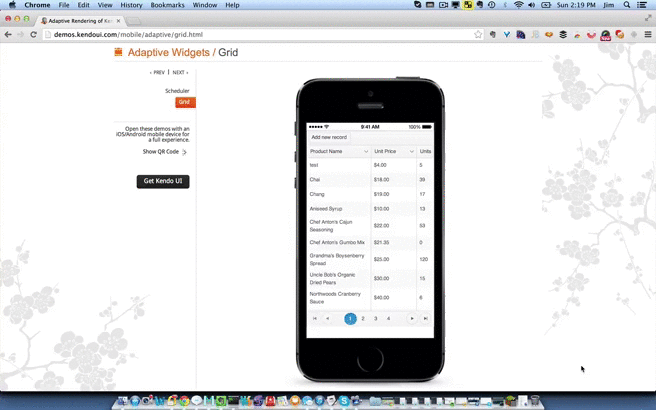 Chrome File Edit View History Bookmarks Window Help
Sun 2:19 PM Jim
Adaptive Rendering of Ken
demos.kendoui.com/mobile/adaptive/grid.html
Adaptive Widgets / Grid
PREV | NEXT
Scheduler
Grid
Open these demos with an
iOS/Android mobile device for
a full experience.
Show QR Code
Get Kendo UI
9:41 AM 100%
Add new record
Product Name Unit Price Units
test $4.00 5
Chai $18.00 39
Chang $19.00 17
Aniseed Syrup $10.00 13
Chef Anton's Cajun
Seasoning $22.00 53
Chef Anton's Gumbo Mix $21.35 0
Grandma's Boysenberry
Spread $25.00 120
Uncle Bob's Organic
Dried Pears $30.00 15
Northwoods Cranberry
Sauce $40.00 6
1 2 3 4